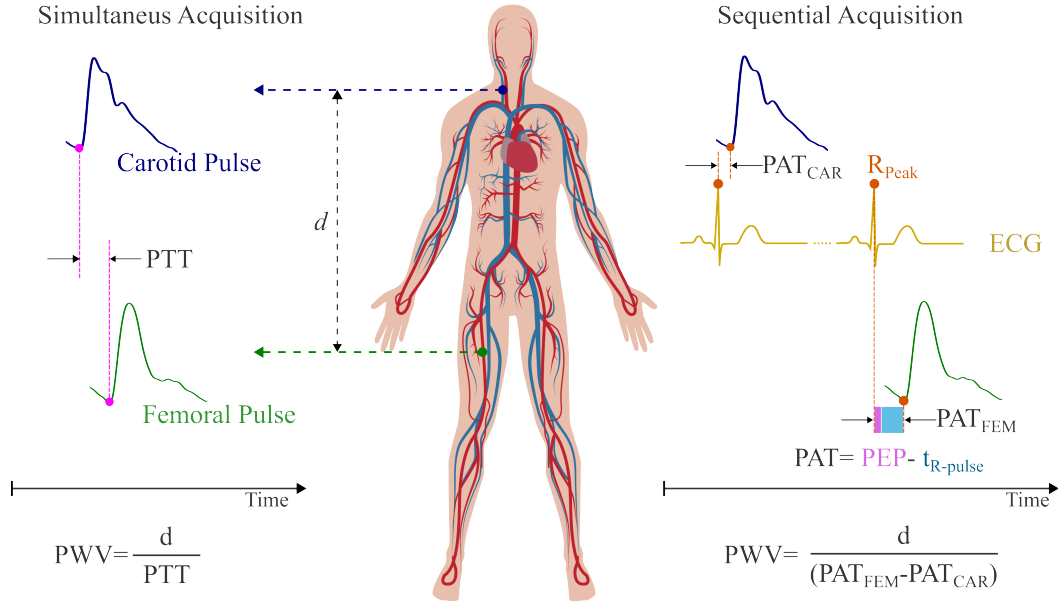 Simultaneus Acquisition
Carotid Pulse
PTT
Femoral Pulse
Time
PWV= d / PTT
d
Sequential Acquisition
PAT_CAR
R_Peak
ECG
.....
PAT_FEM
PAT= PEP- t_R-pulse
Time
PWV= d / (PAT_FEM-PAT_CAR)